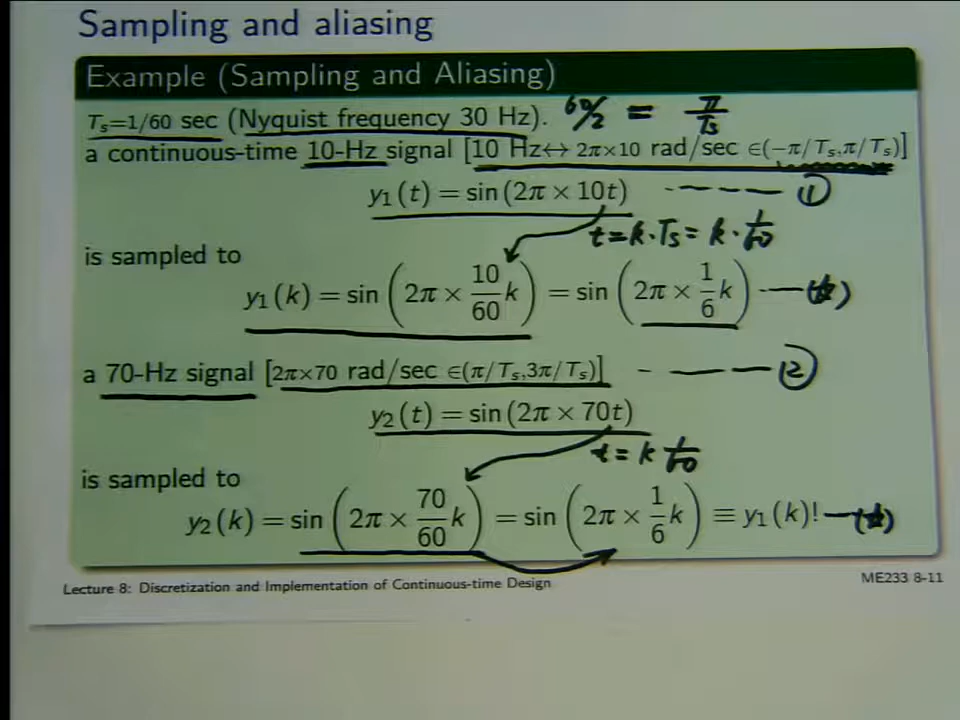 Sampling and aliasing
Example (Sampling and Aliasing)
Tₛ=1/60 sec (Nyquist frequency 30 Hz). 60/2 = π/Tₛ
a continuous-time 10-Hz signal [10 Hz↔ 2π×10 rad/sec ∈(−π/Tₛ,π/Tₛ)]
y₁(t) = sin(2π × 10t) ----- ①
t=k·Tₛ= k·1/60
is sampled to
y₁(k) = sin(2π × 10/60 k) = sin(2π × 1/6 k) —(★)
a 70-Hz signal [2π×70 rad/sec ∈(π/Tₛ,3π/Tₛ)] ----- ②
y₂(t) = sin(2π × 70t)
t= k 1/60
is sampled to
y₂(k) = sin(2π × 70/60 k) = sin(2π × 1/6 k) ≡ y₁(k)! —(★)
Lecture 8: Discretization and Implementation of Continuous-time Design
ME233 8-11